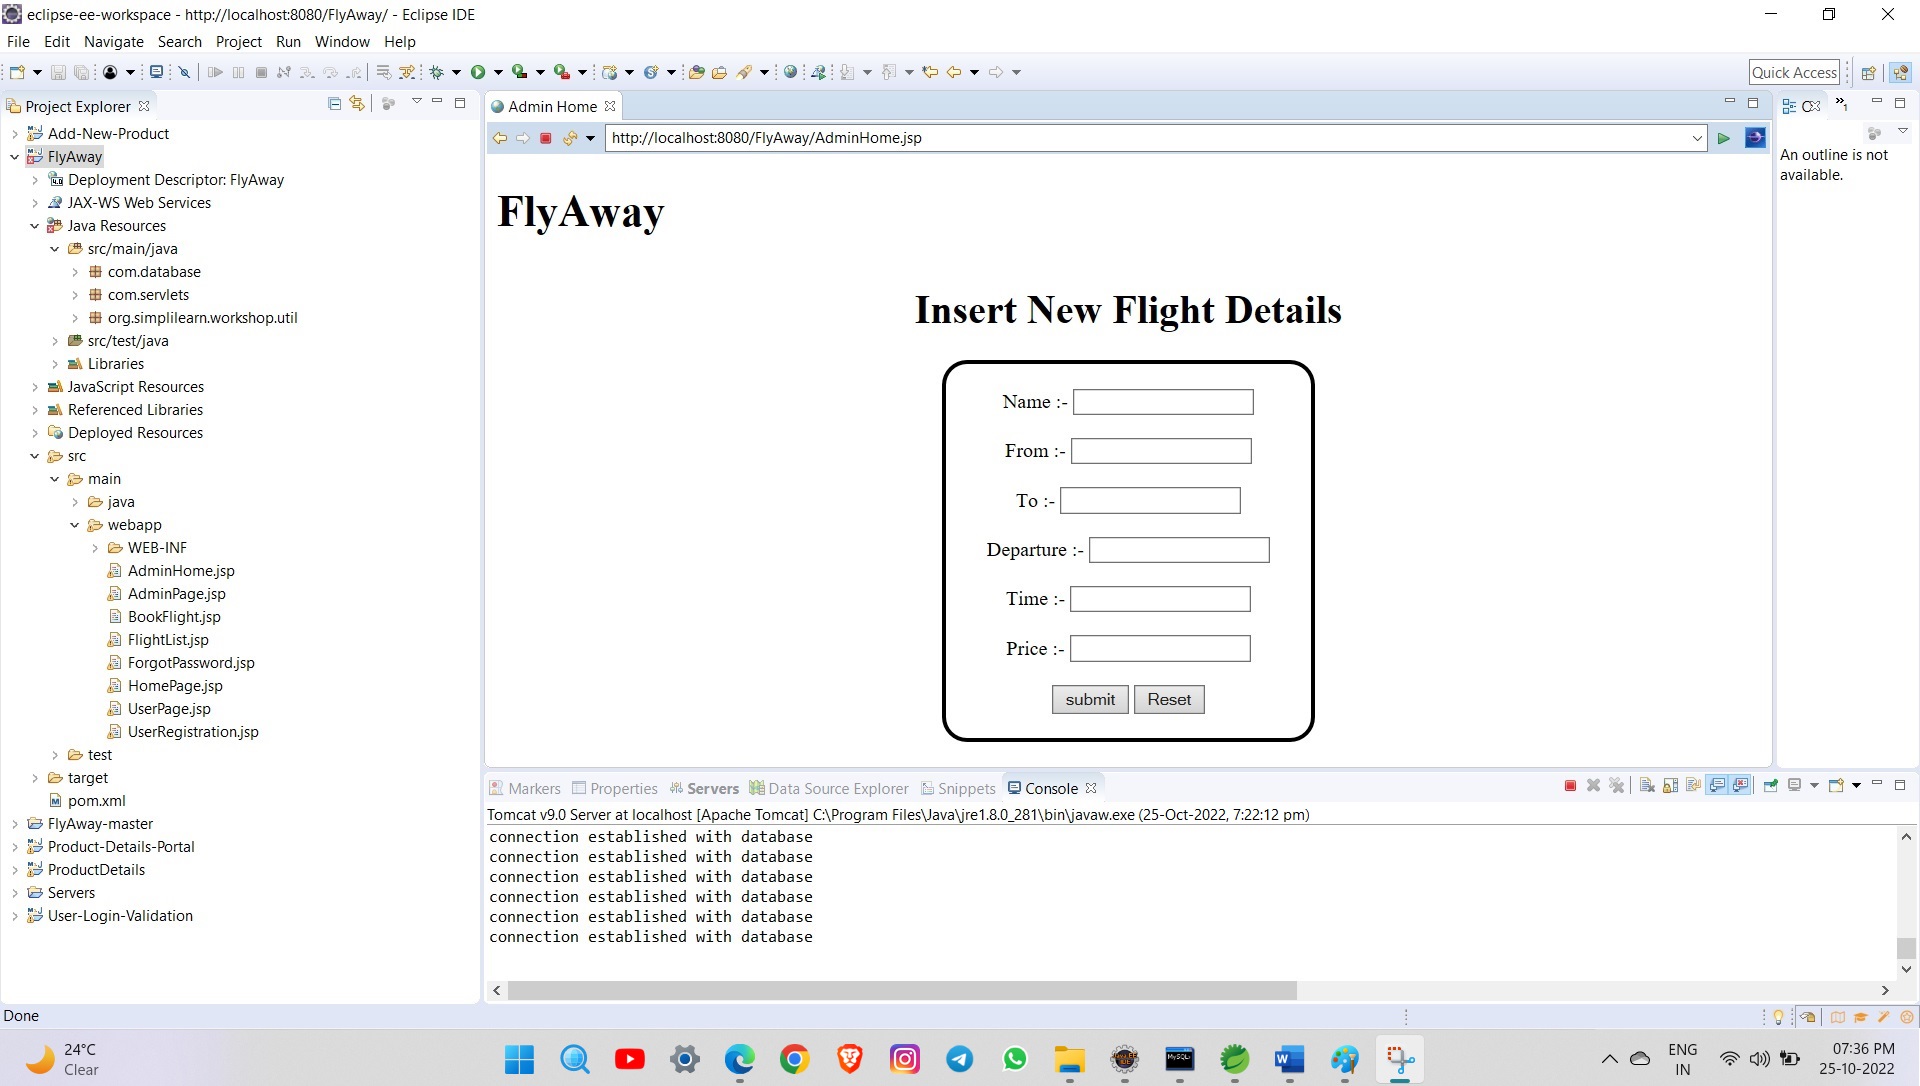 eclipse-ee-workspace - http://localhost:8080/FlyAway/ - Eclipse IDE
File Edit Navigate Search Project Run Window Help
Quick Access
Project Explorer
Add-New-Product
FlyAway
Deployment Descriptor: FlyAway
JAX-WS Web Services
Java Resources
src/main/java
com.database
com.servlets
org.simplilearn.workshop.util
src/test/java
Libraries
JavaScript Resources
Referenced Libraries
Deployed Resources
src
main
java
webapp
WEB-INF
AdminHome.jsp
AdminPage.jsp
BookFlight.jsp
FlightList.jsp
ForgotPassword.jsp
HomePage.jsp
UserPage.jsp
UserRegistration.jsp
test
target
pom.xml
FlyAway-master
Product-Details-Portal
ProductDetails
Servers
User-Login-Validation
Admin Home
http://localhost:8080/FlyAway/AdminHome.jsp
FlyAway
Insert New Flight Details
Name :-
From :-
To :-
Departure :-
Time :-
Price :-
submit Reset
An outline is not
available.
Markers Properties Servers Data Source Explorer Snippets Console
Tomcat v9.0 Server at localhost [Apache Tomcat] C:\Program Files\Java\jre1.8.0_281\bin\javaw.exe (25-Oct-2022, 7:22:12 pm)
connection established with database
connection established with database
connection established with database
connection established with database
connection established with database
connection established with database
Done
24°C
Clear
ENG
IN
07:36 PM
25-10-2022